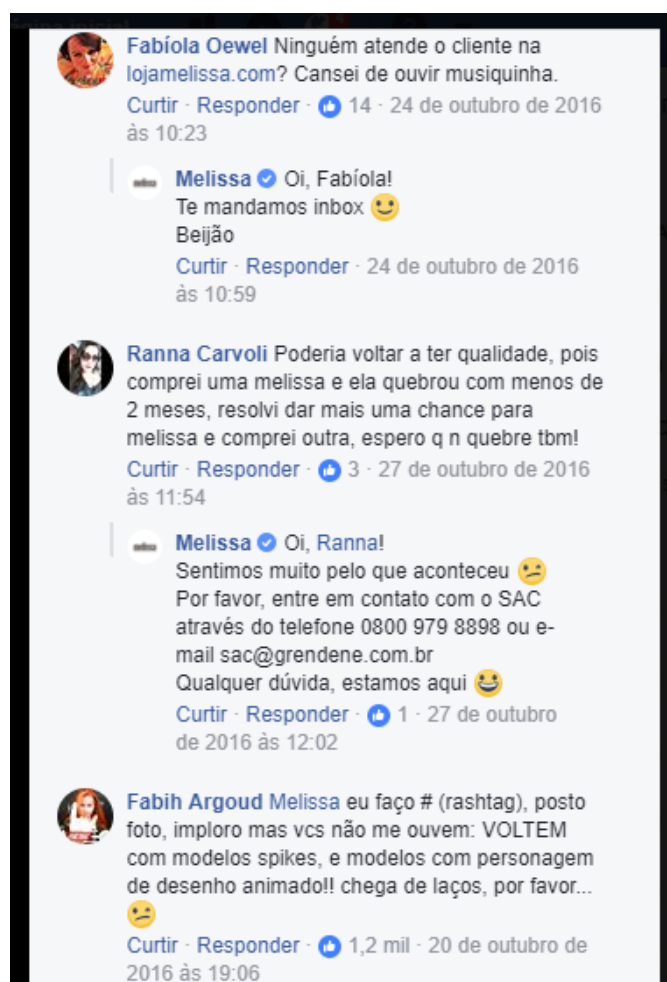 Fabíola Oewel Ninguém atende o cliente na
lojamelissa.com? Cansei de ouvir musiquinha.
Curtir · Responder · 14 · 24 de outubro de 2016
às 10:23
Melissa Oi, Fabíola!
Te mandamos inbox
Beijão
Curtir · Responder · 24 de outubro de 2016
às 10:59
Ranna Carvoli Poderia voltar a ter qualidade, pois
comprei uma melissa e ela quebrou com menos de
2 meses, resolvi dar mais uma chance para
melissa e comprei outra, espero q n quebre tbm!
Curtir · Responder · 3 · 27 de outubro de 2016
às 11:54
Melissa Oi, Ranna!
Sentimos muito pelo que aconteceu
Por favor, entre em contato com o SAC
através do telefone 0800 979 8898 ou e-
mail sac@grendene.com.br
Qualquer dúvida, estamos aqui
Curtir · Responder · 1 · 27 de outubro
de 2016 às 12:02
Fabih Argoud Melissa eu faço # (rashtag), posto
foto, imploro mas vcs não me ouvem: VOLTEM
com modelos spikes, e modelos com personagem
de desenho animado!! chega de laços, por favor...
Curtir · Responder · 1,2 mil · 20 de outubro de
2016 às 19:06